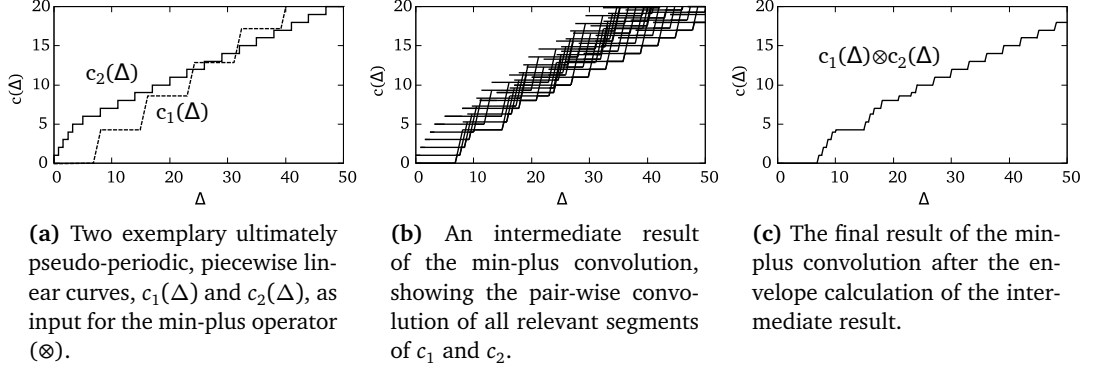 20
15
10
5
0
c(Δ)
c₂(Δ)
c₁(Δ)
0 10 20 30 40 50
Δ
20
15
10
5
0
c(Δ)
0 10 20 30 40 50
Δ
20
15
10
5
0
c(Δ)
c₁(Δ)⊗c₂(Δ)
0 10 20 30 40 50
Δ
(a) Two exemplary ultimately
pseudo-periodic, piecewise lin-
ear curves, c₁(Δ) and c₂(Δ), as
input for the min-plus operator
(⊗).
(b) An intermediate result
of the min-plus convolution,
showing the pair-wise convo-
lution of all relevant segments
of c₁ and c₂.
(c) The final result of the min-
plus convolution after the en-
velope calculation of the inter-
mediate result.